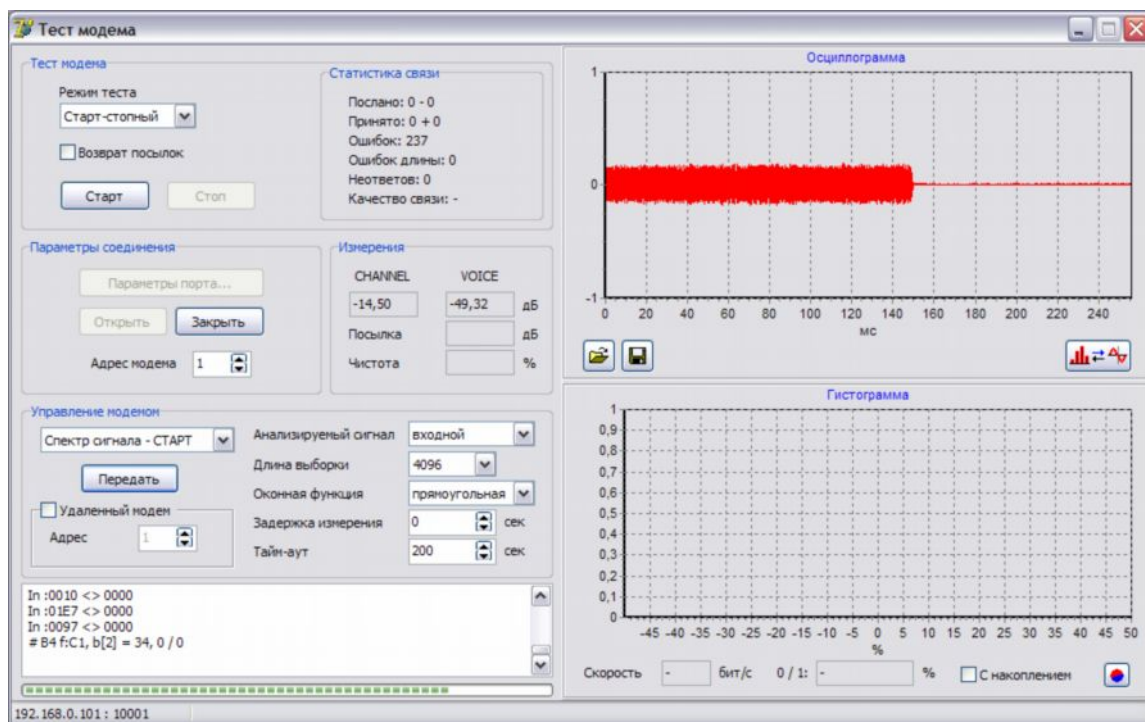 Тест модема
Тест модема
Режим теста
Старт-стопный
Возврат посылок
Старт
Стоп
Статистика связи
Послано: 0 - 0
Принято: 0 + 0
Ошибок: 237
Ошибок длины: 0
Неответов: 0
Качество связи: -
Параметры соединения
Параметры порта...
Открыть
Закрыть
Адрес модема 1
Измерения
CHANNEL VOICE
-14,50 -49,32 дБ
Посылка дБ
Чистота %
Управление модемом
Спектр сигнала - СТАРТ
Передать
Удаленный модем
Адрес 1
Анализируемый сигнал входной
Длина выборки 4096
Оконная функция прямоугольная
Задержка измерения 0 сек
Тайм-аут 200 сек
In :0010 <> 0000
In :01E7 <> 0000
In :0097 <> 0000
# B4 f:C1, b[2] = 34, 0 / 0
192.168.0.101 : 10001
Осциллограмма
1
0
-1
0 20 40 60 80 100 120 140 160 180 200 220 240
мс
Гистограмма
1
0,9
0,8
0,7
0,6
0,5
0,4
0,3
0,2
0,1
0
-45 -40 -35 -30 -25 -20 -15 -10 -5 0 5 10 15 20 25 30 35 40 45 50
%
Скорость - бит/с 0 / 1: - % С накоплением